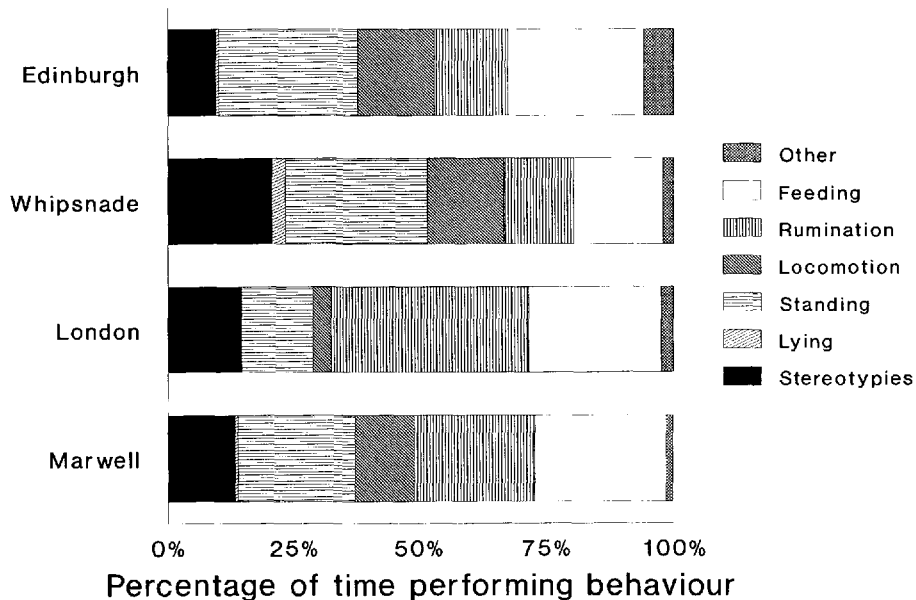 Edinburgh
Whipsnade
London
Marwell
Other
Feeding
Rumination
Locomotion
Standing
Lying
Stereotypies
0% 25% 50% 75% 100%
Percentage of time performing behaviour